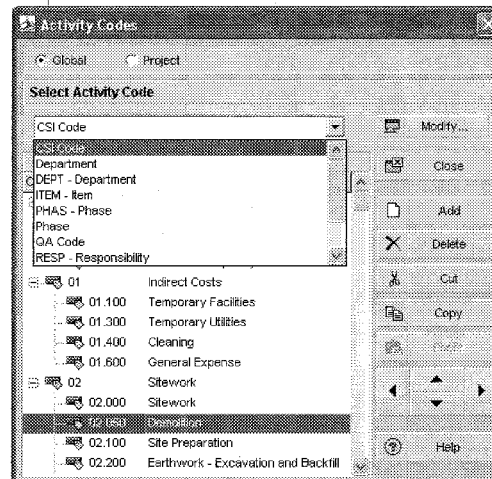 Activity Codes
Global Project
Select Activity Code
CSI Code
Modify...
CSI Code
Department
DEPT - Department
ITEM - Item
PHAS - Phase
Phase
QA Code
RESP - Responsibility
Close
Add
Delete
01 Indirect Costs
Cut
01.100 Temporary Facilities
01.300 Temporary Utilities
Copy
01.400 Cleaning
01.600 General Expense
02 Sitework
02.000 Sitework
02.050 Demolition
02.100 Site Preparation
Help
02.200 Earthwork - Excavation and Backfill